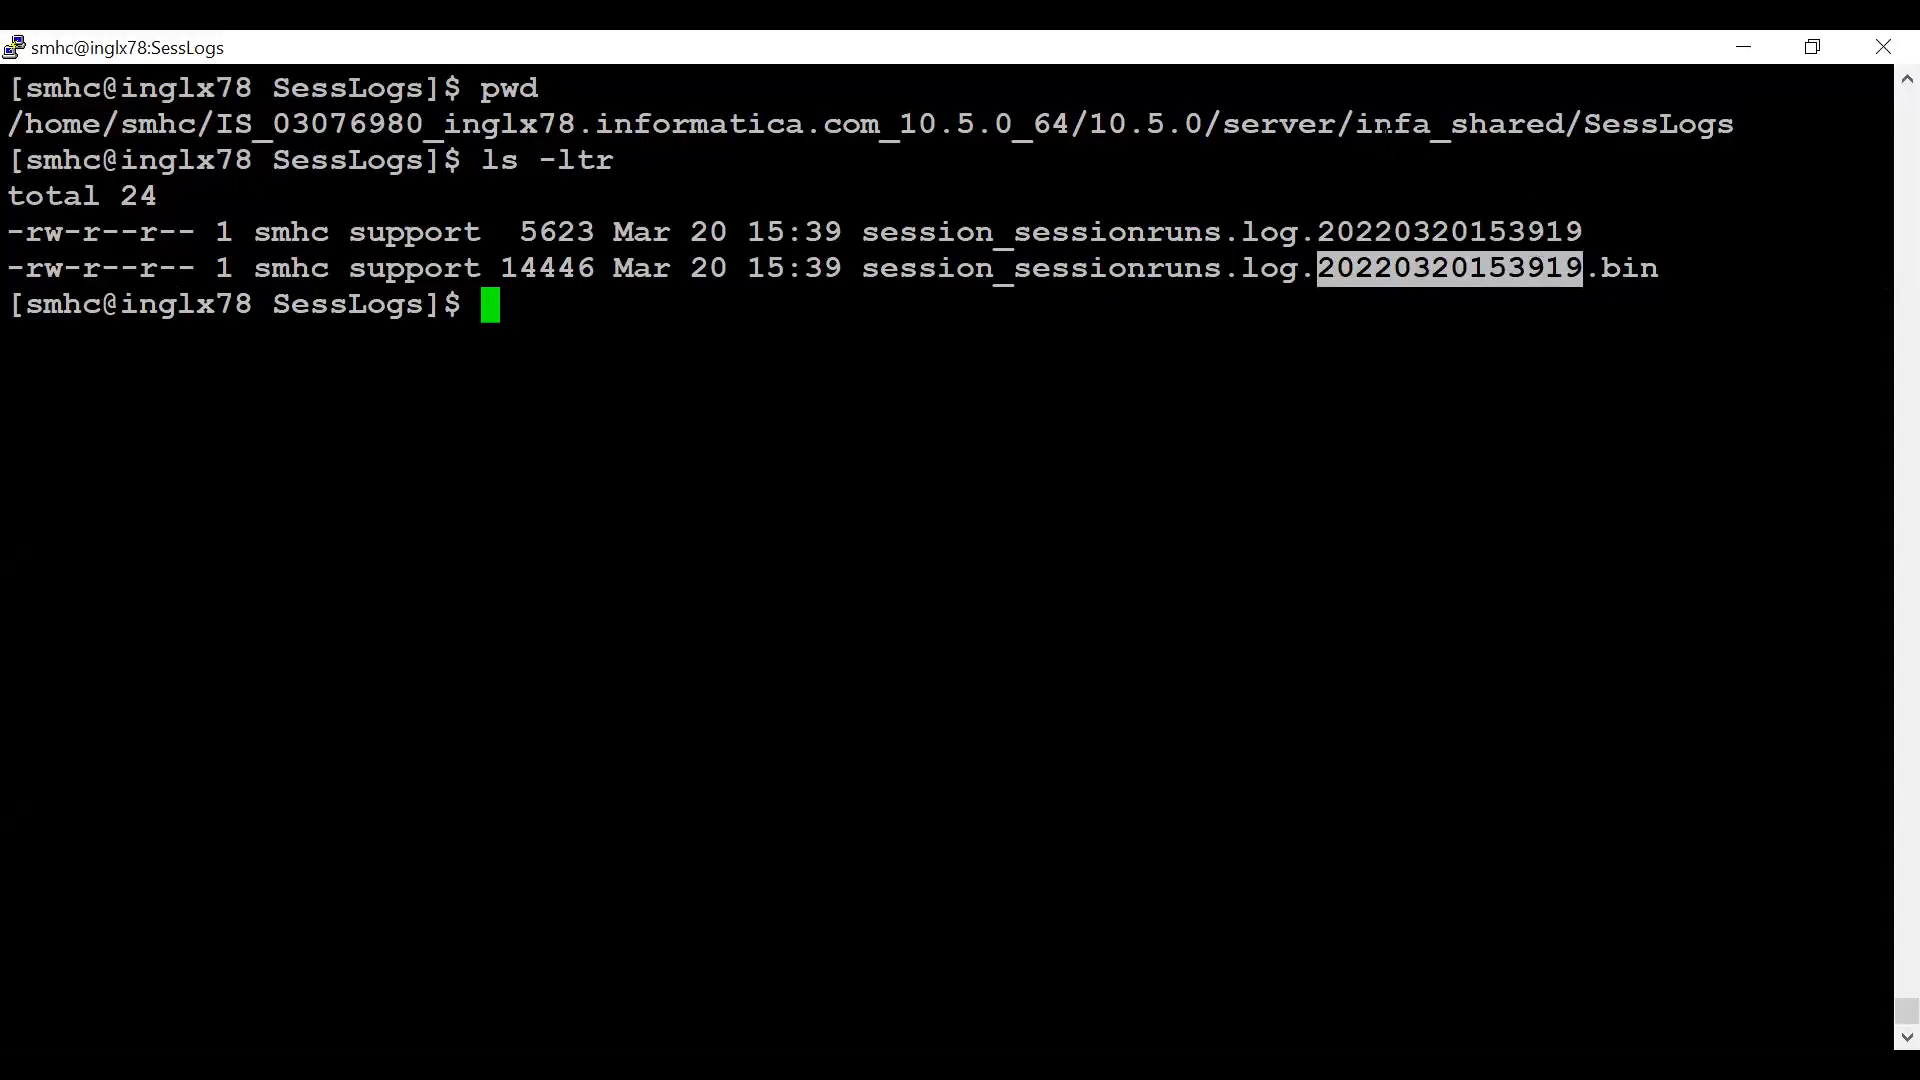 smhc@inglx78:SessLogs
[smhc@inglx78 SessLogs]$ pwd
/home/smhc/IS_03076980_inglx78.informatica.com_10.5.0_64/10.5.0/server/infa_shared/SessLogs
[smhc@inglx78 SessLogs]$ ls -ltr
total 24
-rw-r--r-- 1 smhc support  5623 Mar 20 15:39 session_sessionruns.log.20220320153919
-rw-r--r-- 1 smhc support 14446 Mar 20 15:39 session_sessionruns.log.20220320153919.bin
[smhc@inglx78 SessLogs]$